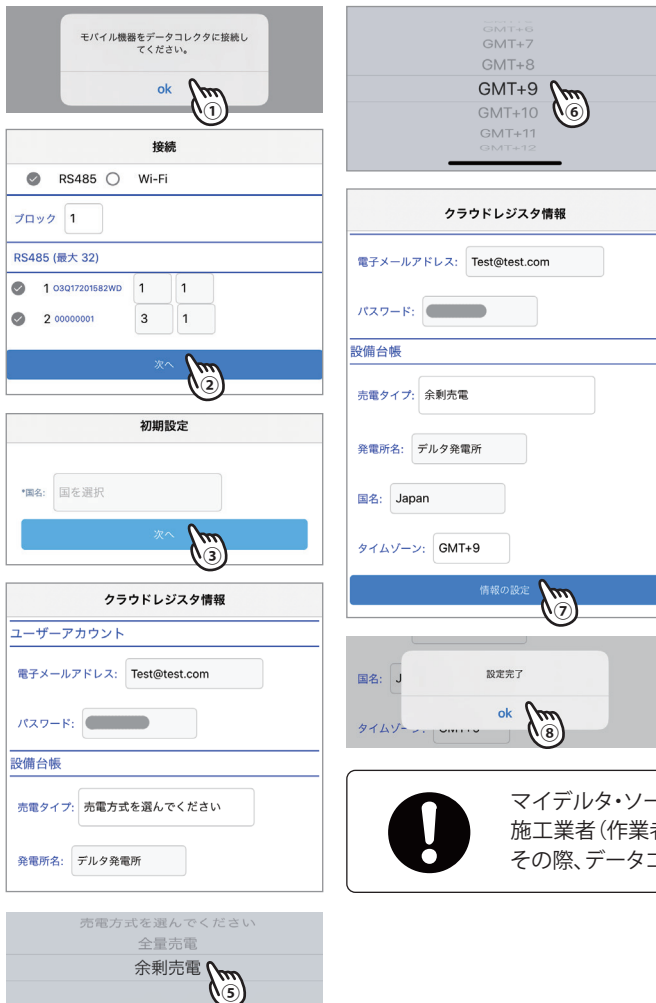 モバイル機器をデータコレクタに接続し
てください。
ok
①
接続
RS485 Wi-Fi
ブロック 1
RS485 (最大 32)
1 O3Q17201582WD 1 1
2 00000001 3 1
次へ
②
初期設定
*国名: 国を選択
次へ
③
クラウドレジスタ情報
ユーザーアカウント
電子メールアドレス: Test@test.com
パスワード:
設備台帳
売電タイプ: 売電方式を選んでください
発電所名: デルタ発電所
売電方式を選んでください
全量売電
余剰売電
⑤
GMT+6
GMT+7
GMT+8
GMT+9
⑥
GMT+10
GMT+11
GMT+12
クラウドレジスタ情報
電子メールアドレス: Test@test.com
パスワード:
設備台帳
売電タイプ: 余剰売電
発電所名: デルタ発電所
国名: Japan
タイムゾーン: GMT+9
情報の設定
⑦
国名: J
設定完了
ok
タイムゾ
⑧
マイデルタ・ソー
施工業者（作業者
その際、データコ